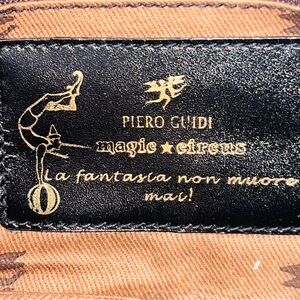 PIERO GUIDI
magic★circus
La fantasia non muore
mai!